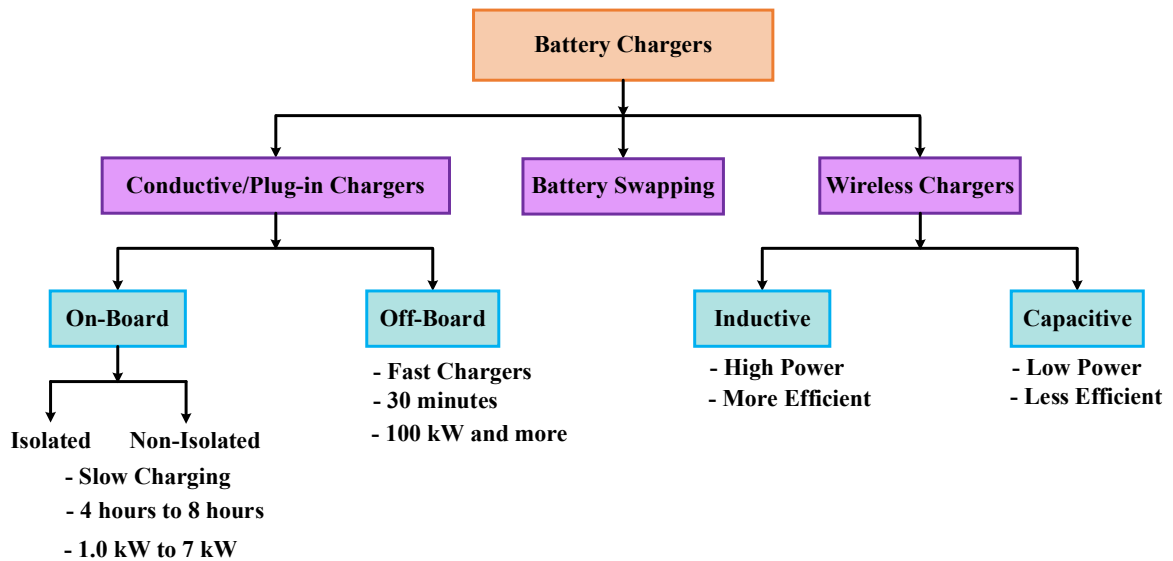 Battery Chargers
Conductive/Plug-in Chargers
Battery Swapping
Wireless Chargers
On-Board
Off-Board
Inductive
Capacitive
Isolated
Non-Isolated
- Slow Charging
- 4 hours to 8 hours
- 1.0 kW to 7 kW
- Fast Chargers
- 30 minutes
- 100 kW and more
- High Power
- More Efficient
- Low Power
- Less Efficient